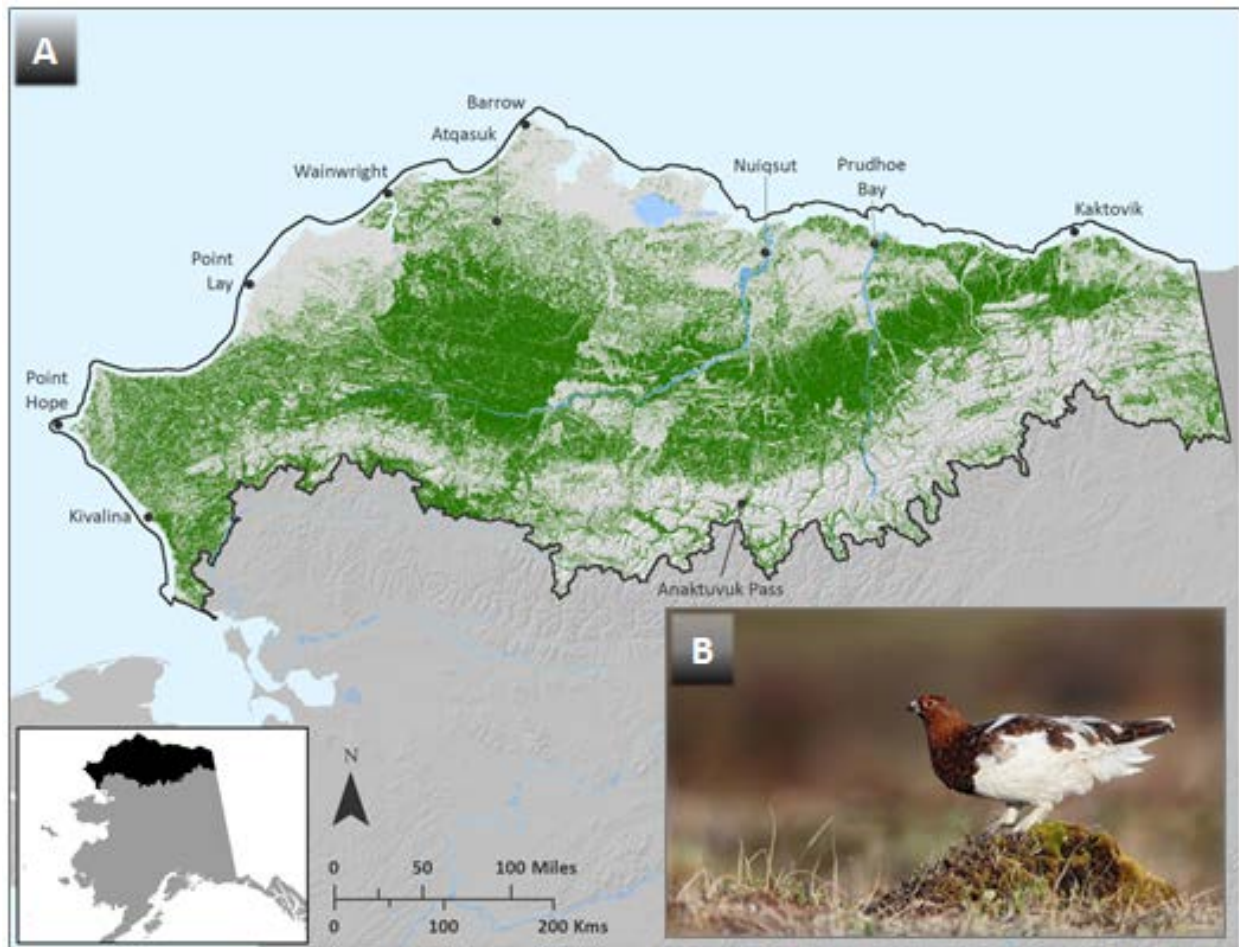 A
Barrow
Atqasuk
Wainwright
Nuiqsut
Prudhoe
Bay
Kaktovik
Point
Lay
Point
Hope
Kivalina
Anaktuvuk Pass
B
N
0 50 100 Miles
0 100 200 Kms